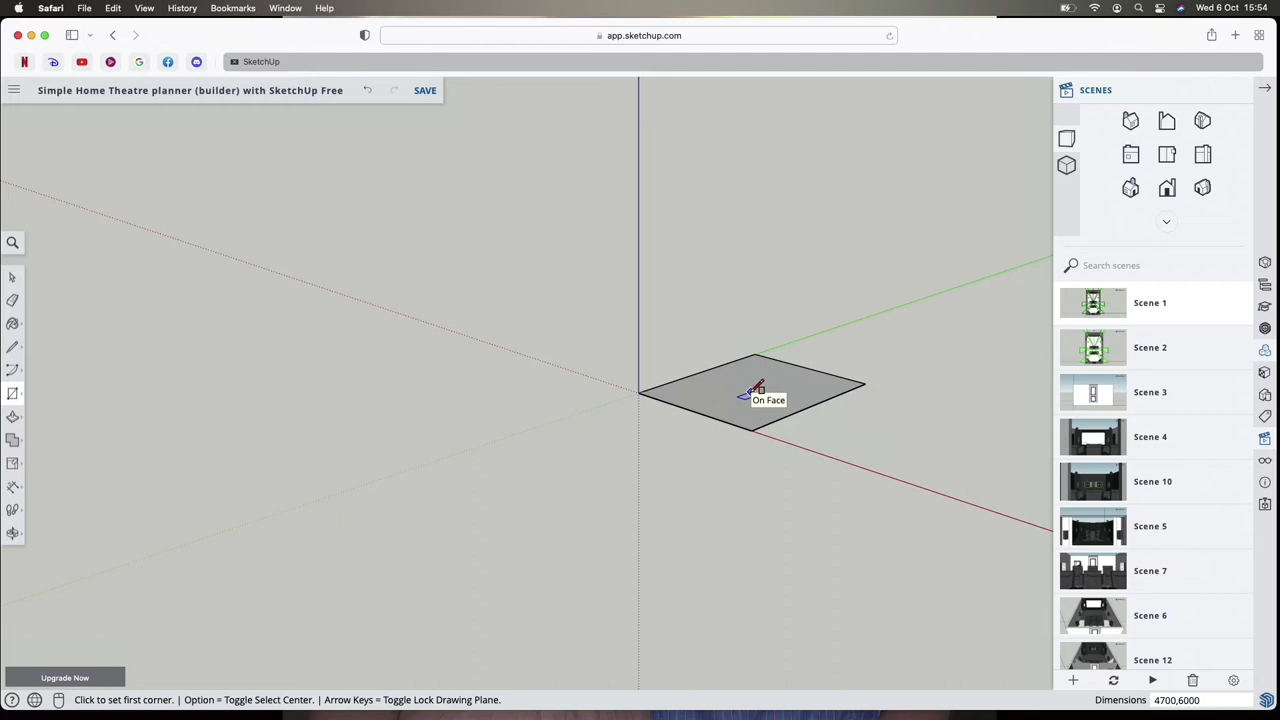 Safari File Edit View History Bookmarks Window Help Wed 6 Oct 15:54
app.sketchup.com
SketchUp
Simple Home Theatre planner (builder) with SketchUp Free SAVE
SCENES
Search scenes
Scene 1
Scene 2
Scene 3
On Face
Scene 4
Scene 10
Scene 5
Scene 7
Scene 6
Scene 12
Upgrade Now
Click to set first corner. | Option = Toggle Select Center. | Arrow Keys = Toggle Lock Drawing Plane. Dimensions 4700,6000